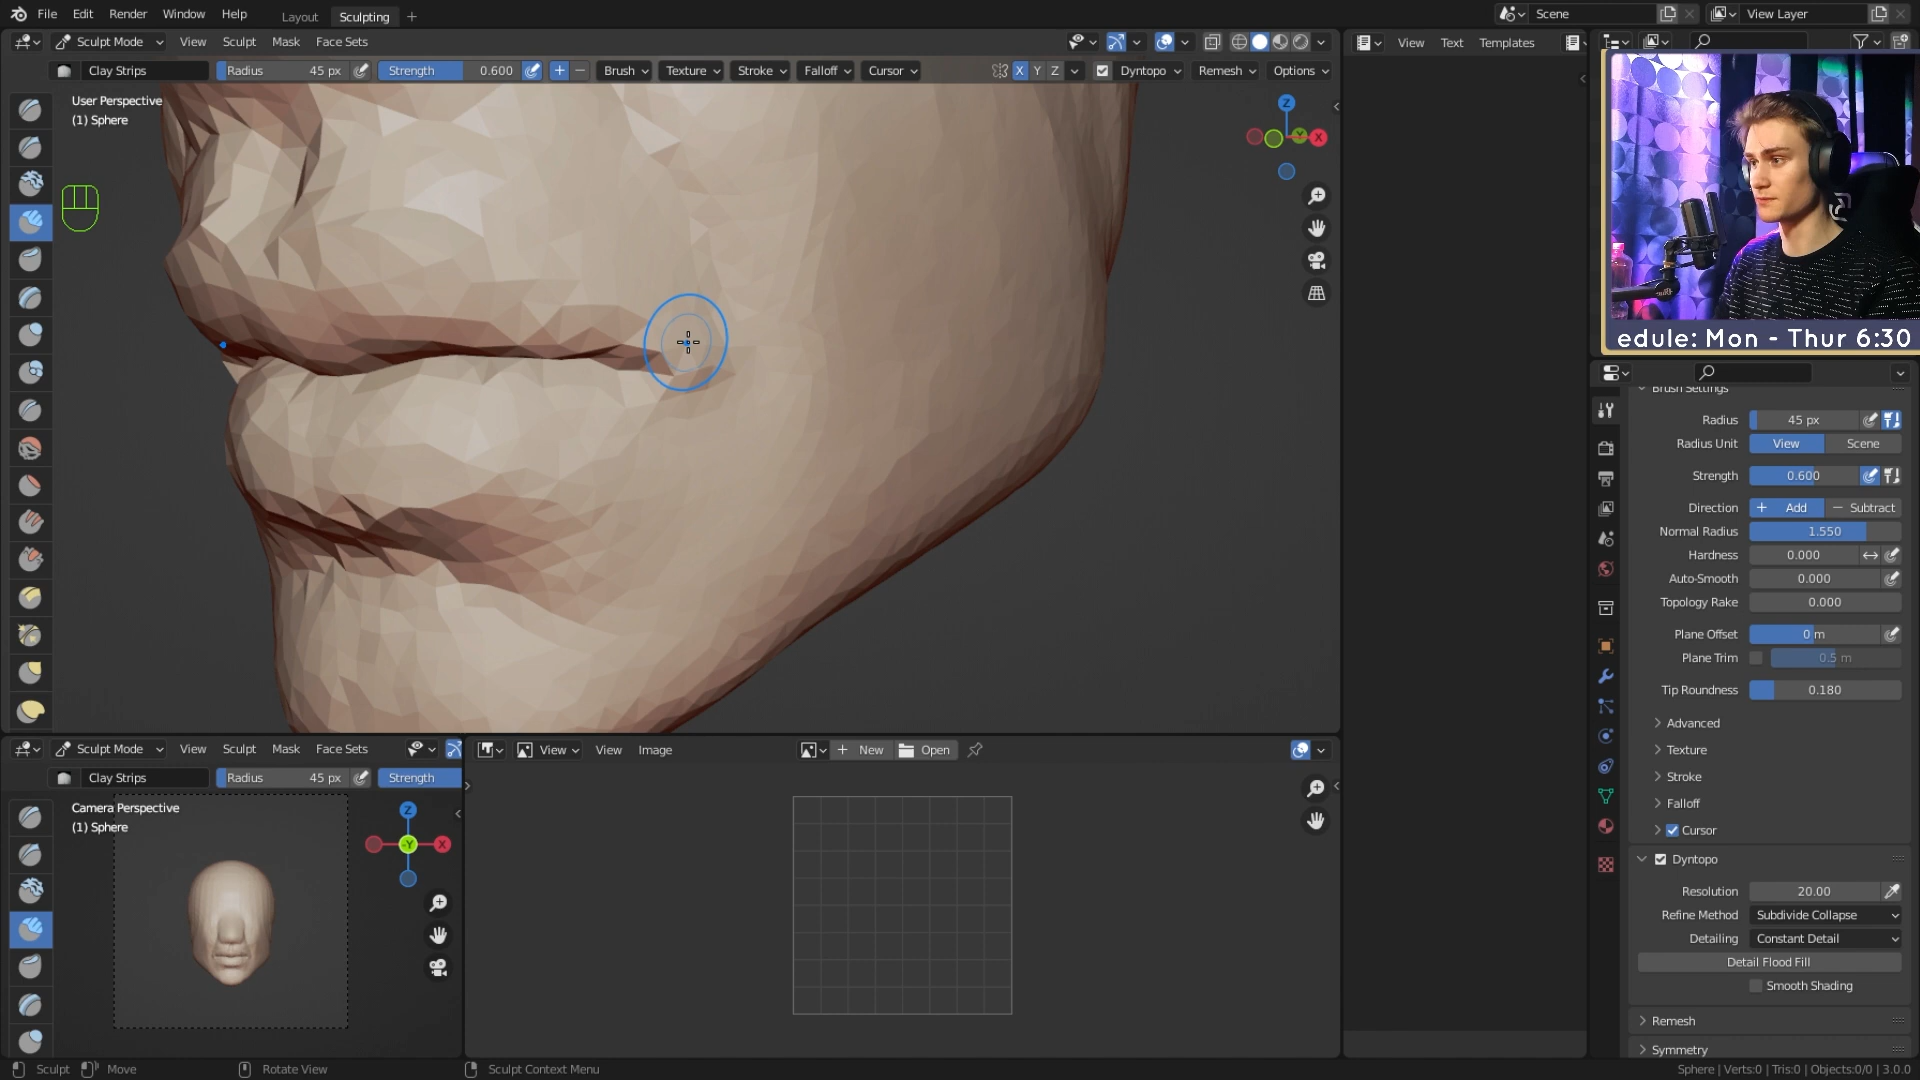 File Edit Render Window Help Layout Sculpting + Scene View Layer
Sculpt Mode View Sculpt Mask Face Sets
View Text Templates
Clay Strips Radius 45 px Strength 0.600 + − Brush Texture Stroke Falloff Cursor X Y Z Dyntopo Remesh Options
User Perspective
(1) Sphere
Z
X
Y
edule: Mon - Thur 6:30
Brush Settings
Radius 45 px
Radius Unit View Scene
Strength 0.600
Direction + Add − Subtract
Normal Radius 1.550
Hardness 0.000
Auto-Smooth 0.000
Topology Rake 0.000
Plane Offset 0 m
Plane Trim 0.5 m
Tip Roundness 0.180
Advanced
Texture
Stroke
Falloff
Cursor
Dyntopo
Resolution 20.00
Refine Method Subdivide Collapse
Detailing Constant Detail
Detail Flood Fill
Smooth Shading
Remesh
Symmetry
Sculpt Mode View Sculpt Mask Face Sets
Clay Strips Radius 45 px Strength
Camera Perspective
(1) Sphere
Z
-Y
X
View View Image + New Open
Sculpt Move Rotate View Sculpt Context Menu
Sphere | Verts:0 | Tris:0 | Objects:0/0 | 3.0.0